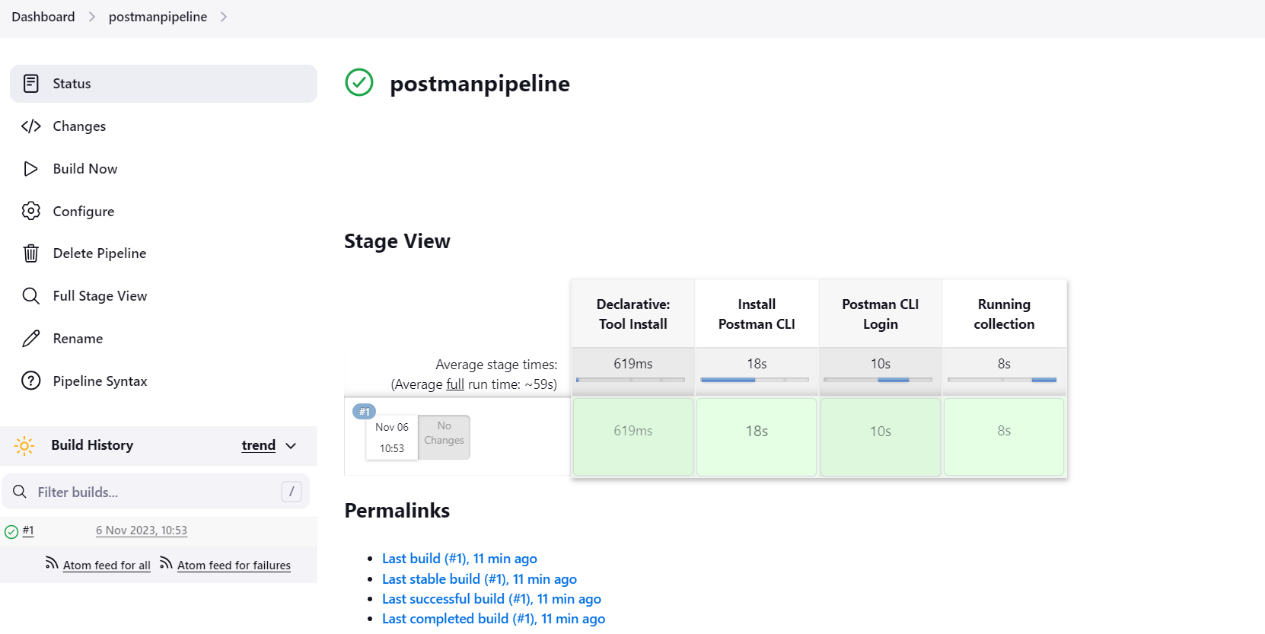 Dashboard > postmanpipeline >
Status
Changes
Build Now
Configure
Delete Pipeline
Full Stage View
Rename
Pipeline Syntax
Build History trend
Filter builds... /
#1 6 Nov 2023, 10:53
Atom feed for all Atom feed for failures
postmanpipeline
Stage View
Declarative:
Tool Install
Install
Postman CLI
Postman CLI
Login
Running
collection
Average stage times:
(Average full run time: ~59s)
619ms 18s 10s 8s
#1
Nov 06
10:53
No
Changes
619ms 18s 10s 8s
Permalinks
• Last build (#1), 11 min ago
• Last stable build (#1), 11 min ago
• Last successful build (#1), 11 min ago
• Last completed build (#1), 11 min ago